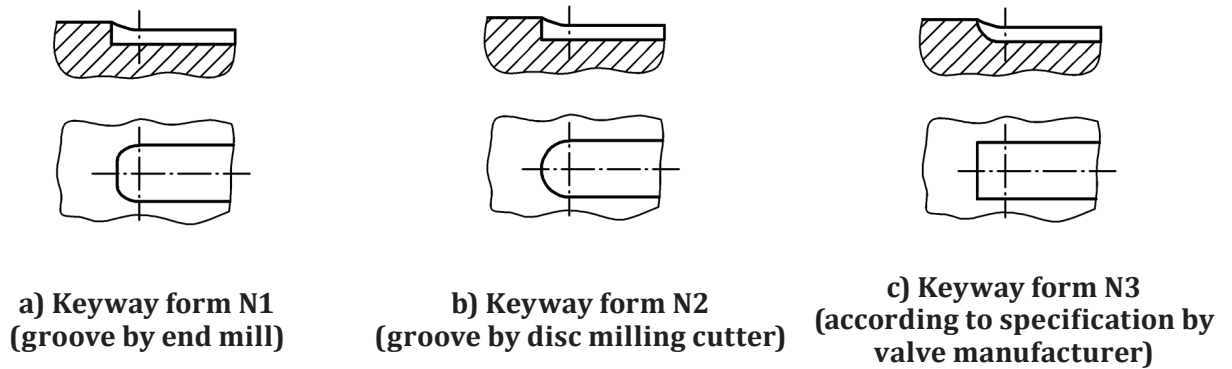 a) Keyway form N1
(groove by end mill)
b) Keyway form N2
(groove by disc milling cutter)
c) Keyway form N3
(according to specification by
valve manufacturer)